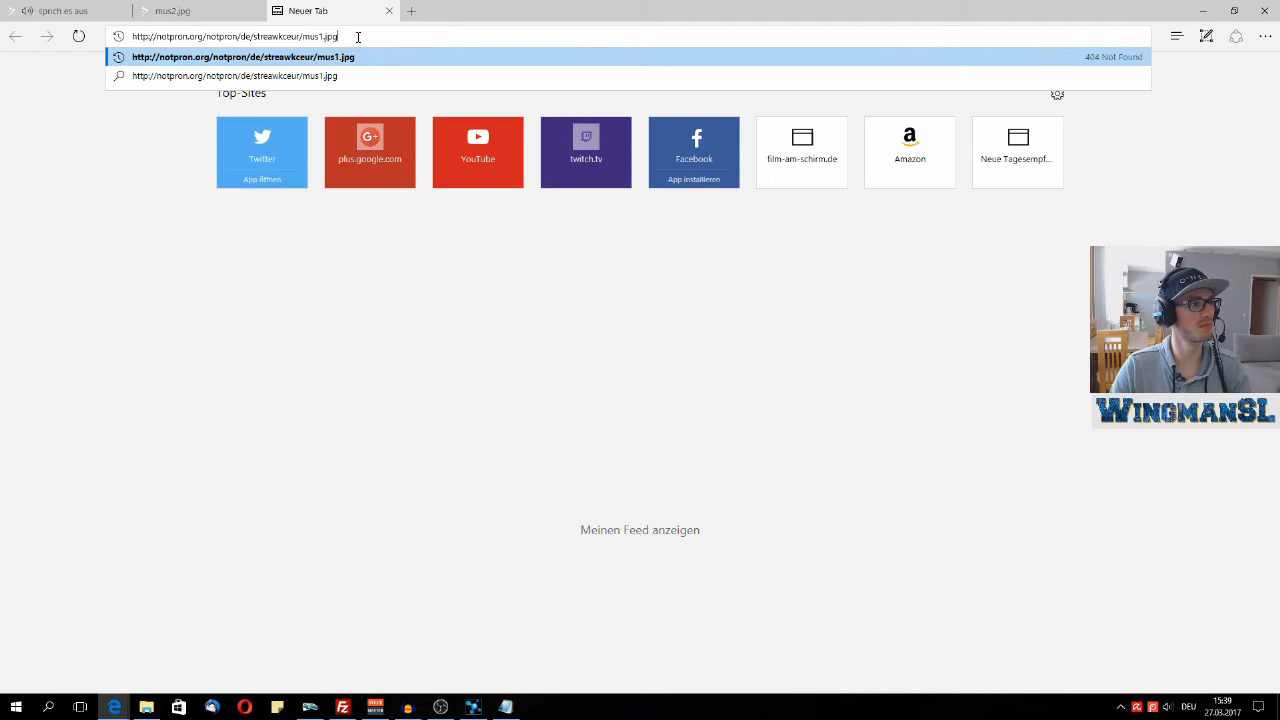 sprich es aus
mus2.jpg
Neuer Tab
http://notpron.org/notpron/de/streawkceur/mus1.jpg
http://notpron.org/notpron/de/streawkceur/mus1.jpg
404 Not Found
http://notpron.org/notpron/de/streawkceur/mus1.jpg
Top-Sites
Twitter
App öffnen
G+
plus.google.com
YouTube
twitch.tv
Facebook
App installieren
film-am-schirm.de
Amazon
Neue Tagesempf...
O'NEILL
WingmanSL
Meinen Feed anzeigen
DEU
15:39
27.03.2017